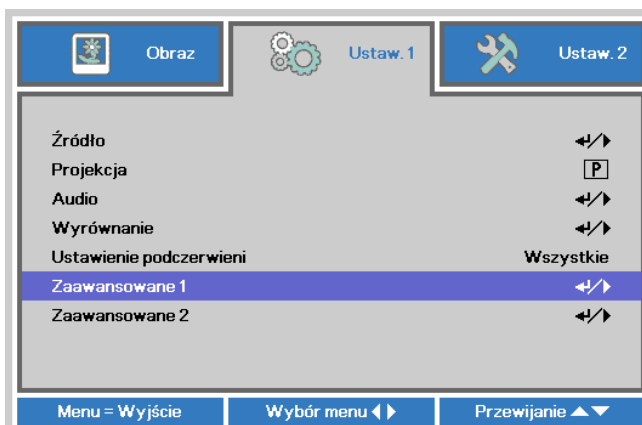 Obraz
Ustaw. 1
Ustaw. 2
Źródło
Projekcja P
Audio
Wyrównanie
Ustawienie podczerwieni Wszystkie
Zaawansowane 1
Zaawansowane 2
Menu = Wyjście
Wybór menu
Przewijanie